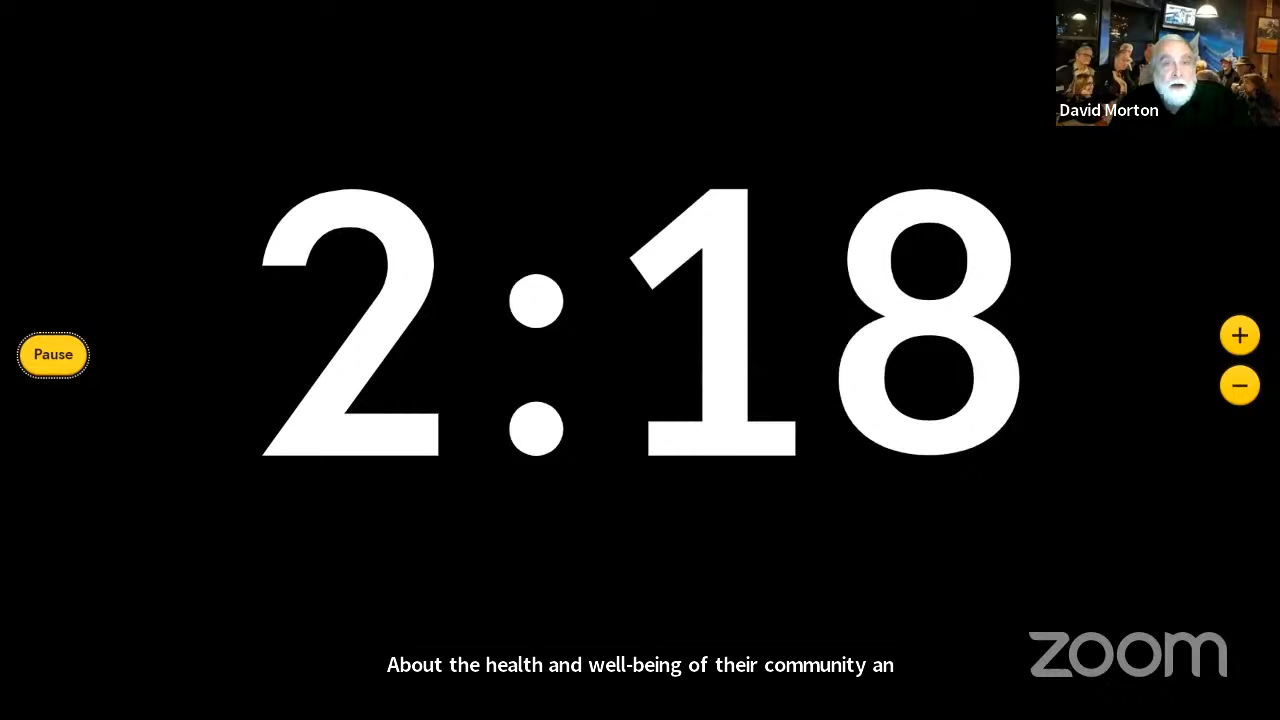 David Morton
2:18
Pause
+
−
About the health and well-being of their community an
zoom